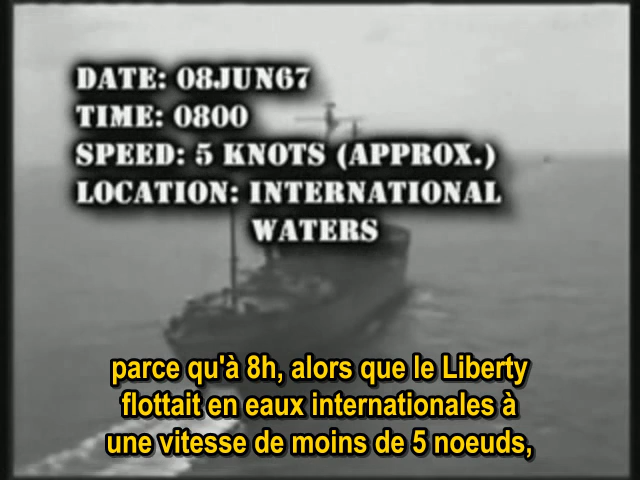 DATE: 08JUN67
TIME: 0800
SPEED: 5 KNOTS (APPROX.)
LOCATION: INTERNATIONAL
WATERS
parce qu'à 8h, alors que le Liberty
flottait en eaux internationales à
une vitesse de moins de 5 noeuds,